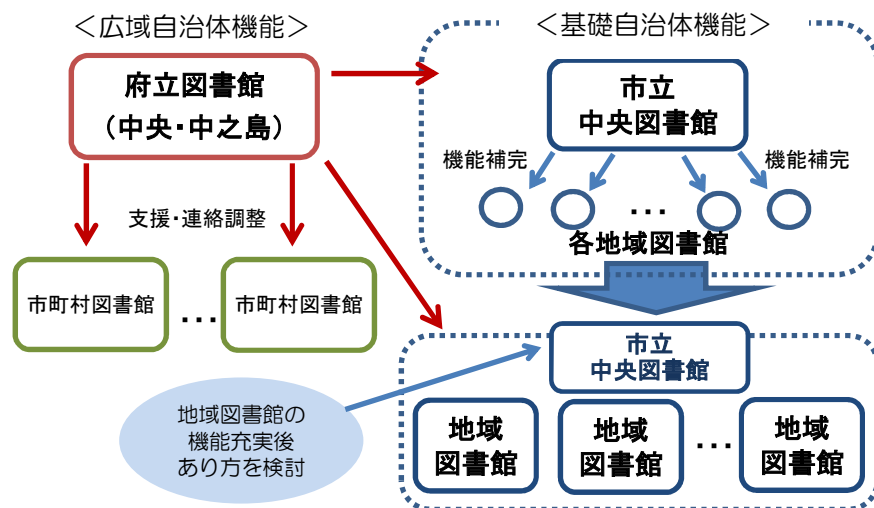 ＜広域自治体機能＞
府立図書館
（中央・中之島）
支援・連絡調整
市町村図書館
…
市町村図書館
＜基礎自治体機能＞
市立
中央図書館
機能補完
機能補完
…
各地域図書館
市立
中央図書館
地域図書館の
機能充実後
あり方を検討
地域
図書館
地域
図書館
…
地域
図書館